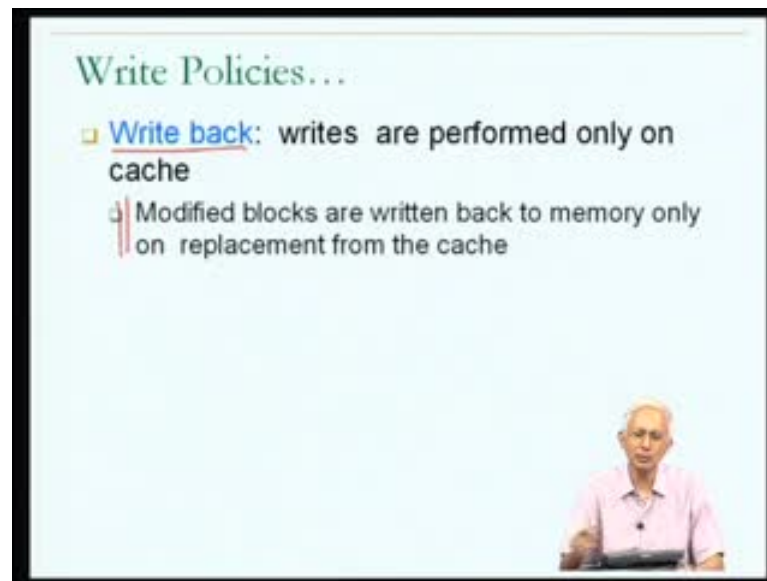 Write Policies...
Write back: writes are performed only on
cache
Modified blocks are written back to memory only
on replacement from the cache